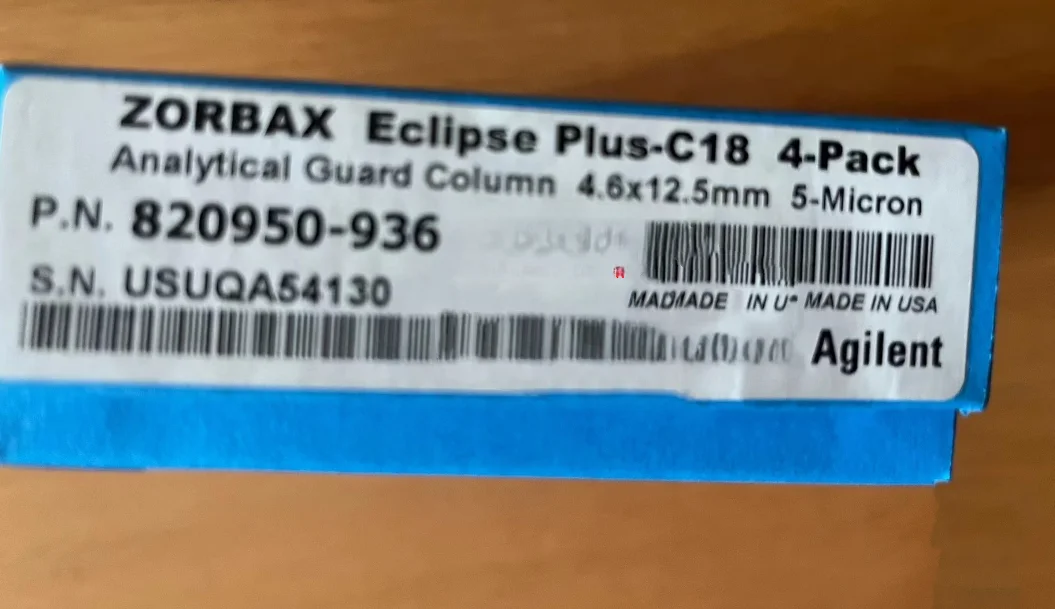 ZORBAX Eclipse Plus-C18 4-Pack
Analytical Guard Column 4.6x12.5mm 5-Micron
P.N. 820950-936
S.N. USUQA54130
MADMADE IN U* MADE IN USA
Agilent